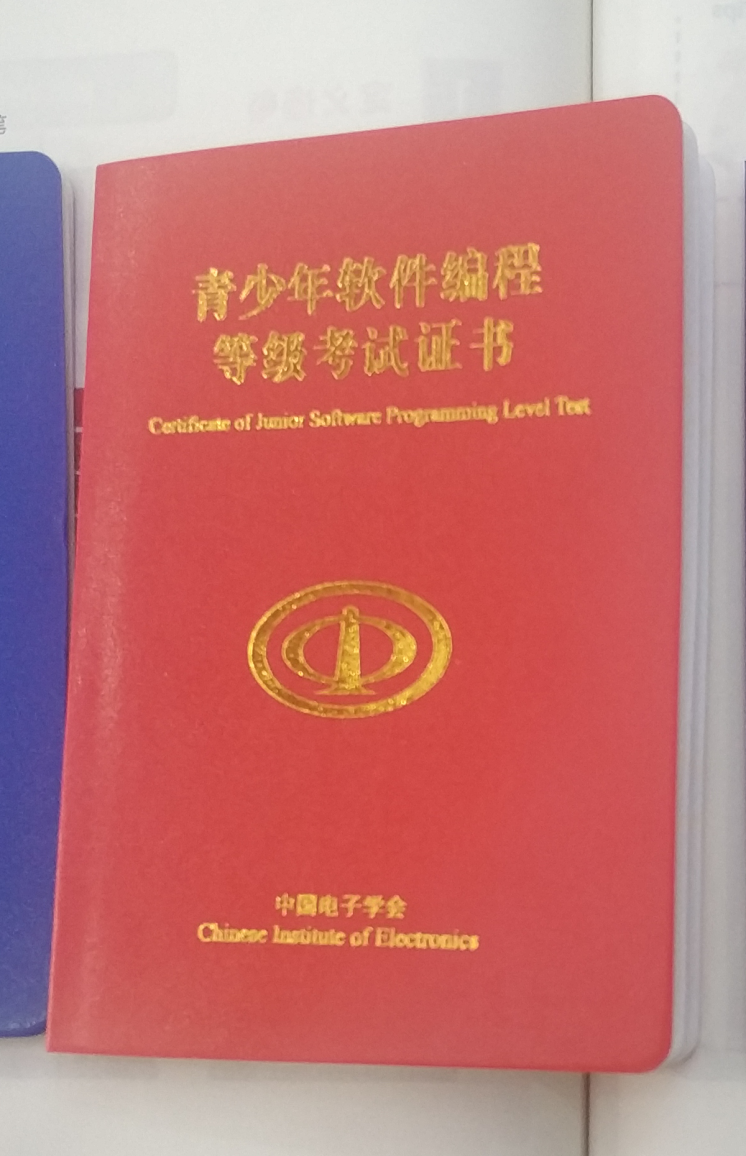 青少年软件编程
等级考试证书
Certificate of Junior Software Programming Level Test
中国电子学会
Chinese Institute of Electronics